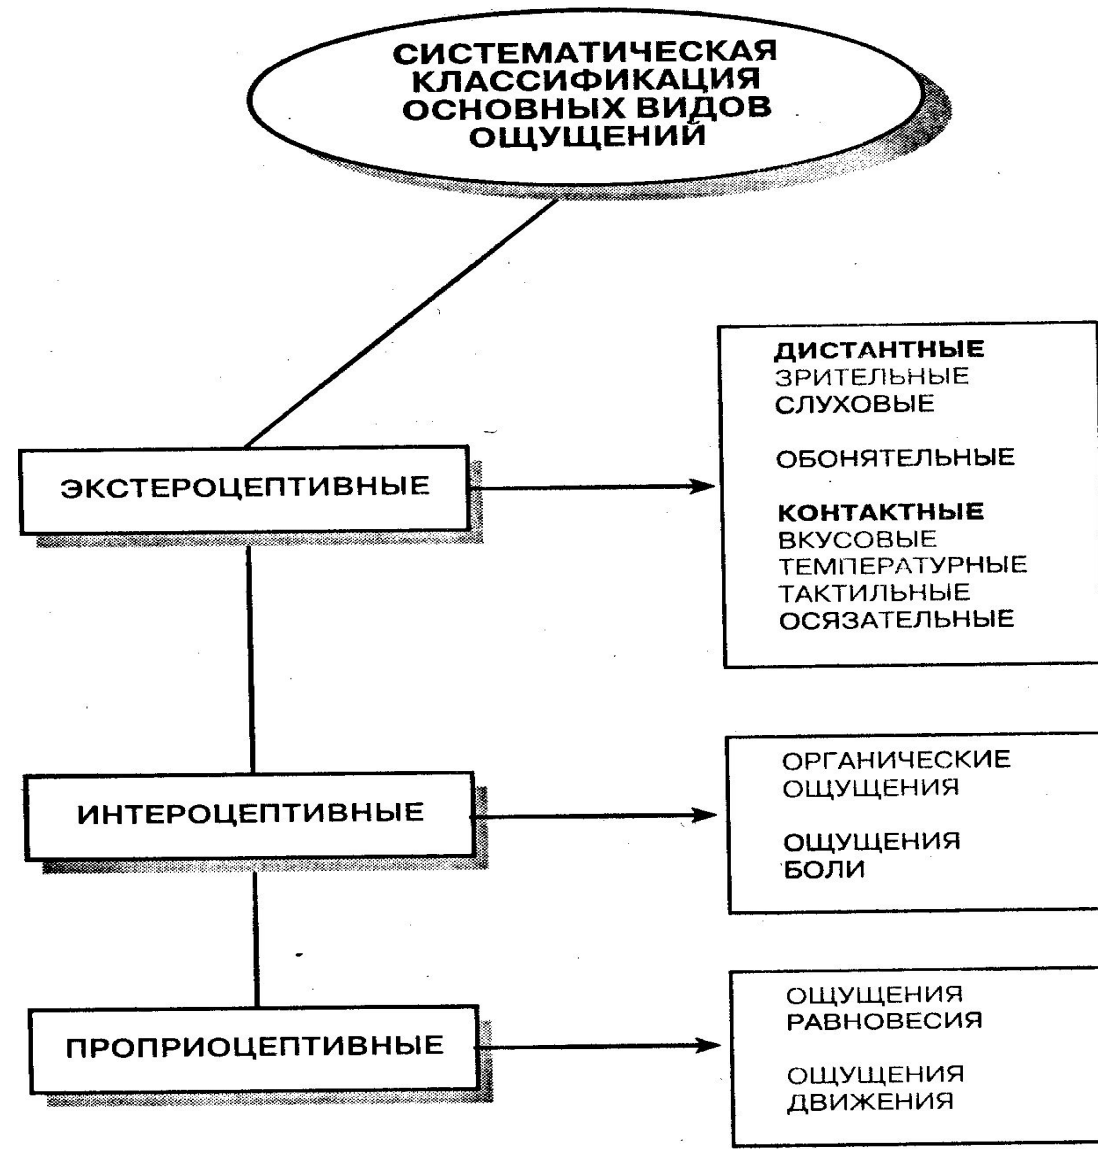 СИСТЕМАТИЧЕСКАЯ
КЛАССИФИКАЦИЯ
ОСНОВНЫХ ВИДОВ
ОЩУЩЕНИЙ
ЭКСТЕРОЦЕПТИВНЫЕ
ДИСТАНТНЫЕ
ЗРИТЕЛЬНЫЕ
СЛУХОВЫЕ
ОБОНЯТЕЛЬНЫЕ
КОНТАКТНЫЕ
ВКУСОВЫЕ
ТЕМПЕРАТУРНЫЕ
ТАКТИЛЬНЫЕ
ОСЯЗАТЕЛЬНЫЕ
ИНТЕРОЦЕПТИВНЫЕ
ОРГАНИЧЕСКИЕ
ОЩУЩЕНИЯ
ОЩУЩЕНИЯ
БОЛИ
ПРОПРИОЦЕПТИВНЫЕ
ОЩУЩЕНИЯ
РАВНОВЕСИЯ
ОЩУЩЕНИЯ
ДВИЖЕНИЯ